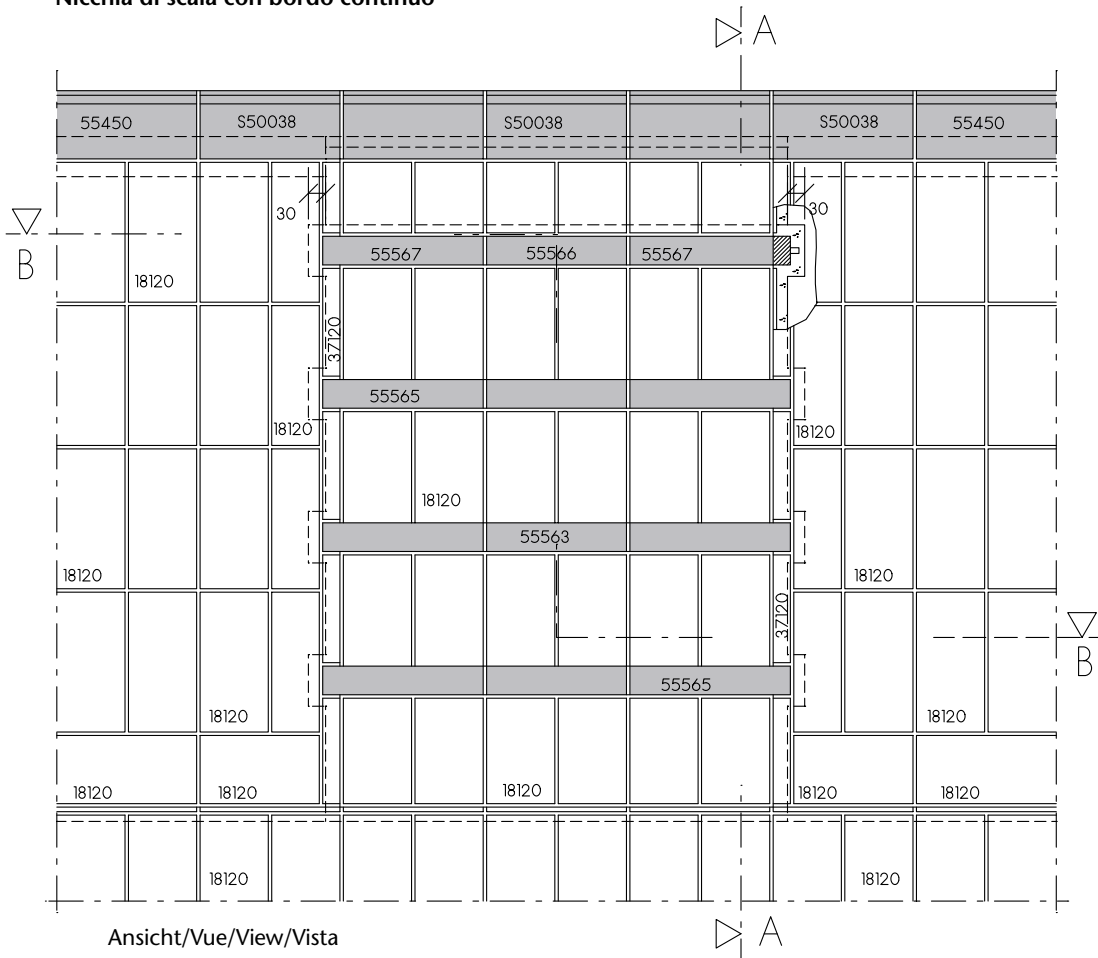 Nicchia di scala con bordo continuo
A
55450 S50038 S50038 S50038 55450
30 30
B
55567 55566 55567
18120
37120
55565
18120 18120
18120
55563
18120 18120
37120
B
55565
18120 18120
18120 18120 18120 18120 18120
18120 18120
Ansicht/Vue/View/Vista
A